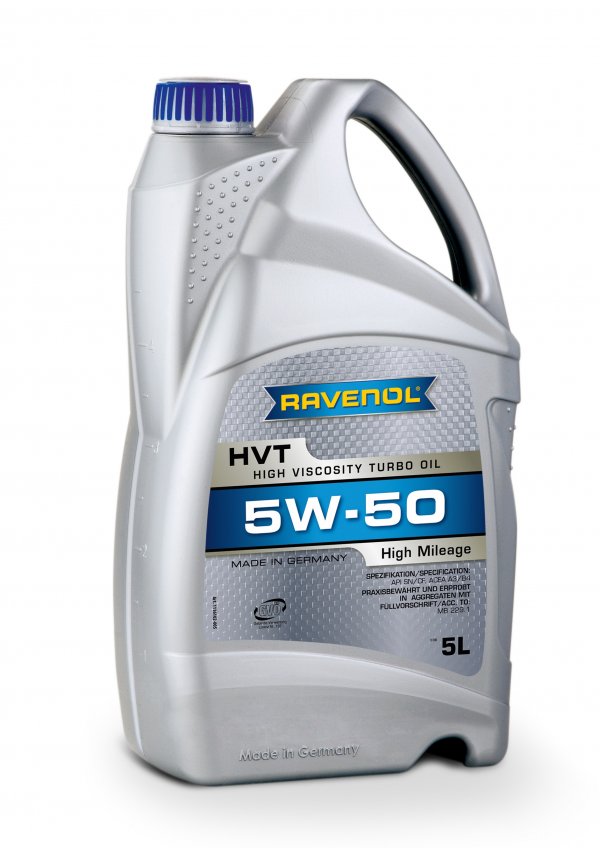 RAVENOL
HVT
HIGH VISCOSITY TURBO OIL
5W-50
MADE IN GERMANY
High Mileage
SPEZIFIKATION/SPECIFICATION:
API SN/CF, ACEA A3/B4
PRAXISBEWÄHRT UND ERPROBT
IN AGGREGATEN MIT
FÜLLVORSCHRIFT/ACC. TO:
MB 229.1
EVO
5L
Made in Germany